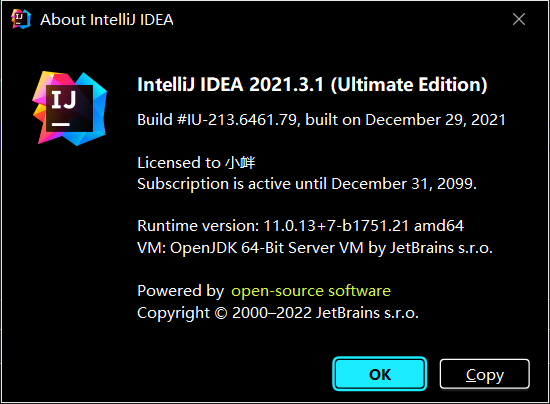 About IntelliJ IDEA
IJ
IntelliJ IDEA 2021.3.1 (Ultimate Edition)
Build #IU-213.6461.79, built on December 29, 2021
Licensed to 小衅
Subscription is active until December 31, 2099.
Runtime version: 11.0.13+7-b1751.21 amd64
VM: OpenJDK 64-Bit Server VM by JetBrains s.r.o.
Powered by open-source software
Copyright © 2000–2022 JetBrains s.r.o.
OK
Copy